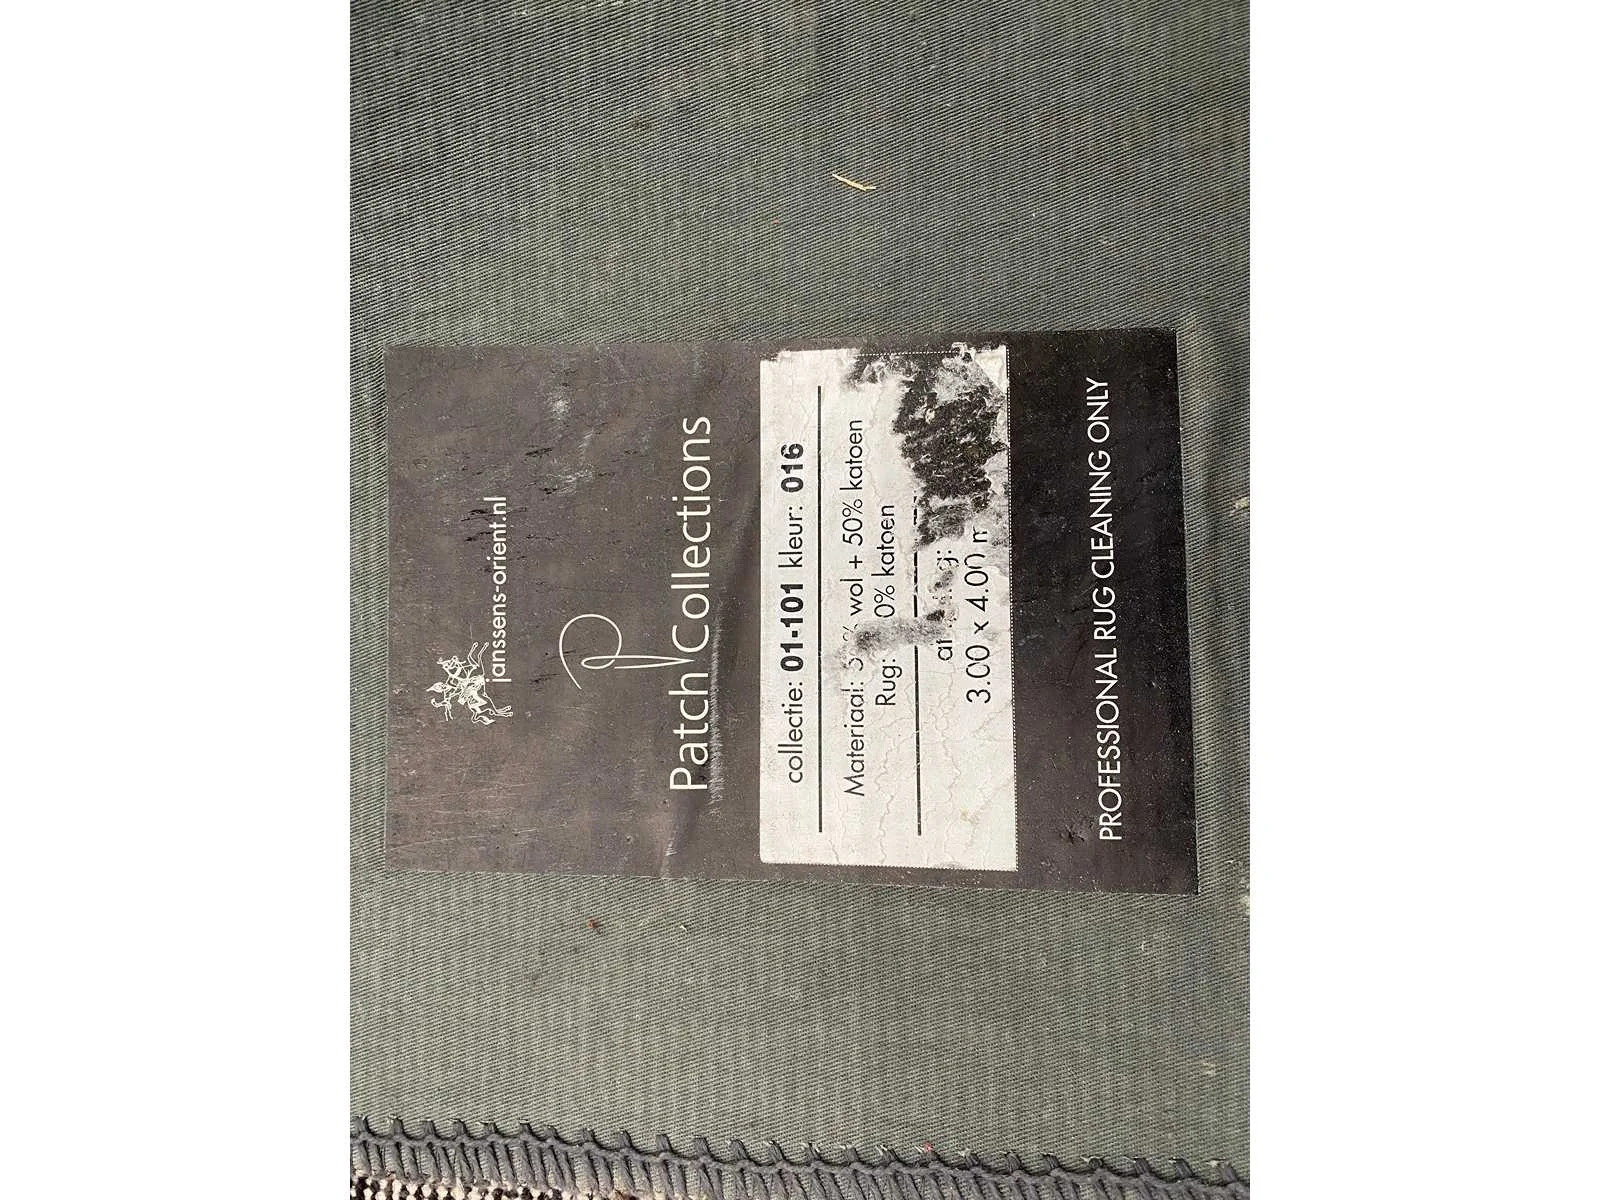 janssens-orient.nl
Patch Collections
collectie: 01-101 kleur: 016
Materiaal: wol + 50% katoen
Rug: katoen
3.00 x 4.00 m
PROFESSIONAL RUG CLEANING ONLY